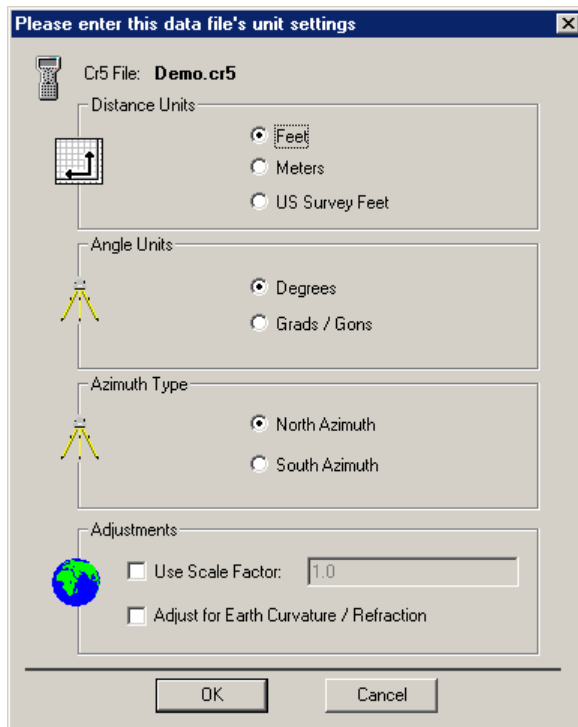 Please enter this data file's unit settings
Cr5 File: Demo.cr5
Distance Units
Feet
Meters
US Survey Feet
Angle Units
Degrees
Grads / Gons
Azimuth Type
North Azimuth
South Azimuth
Adjustments
Use Scale Factor: 1.0
Adjust for Earth Curvature / Refraction
OK Cancel